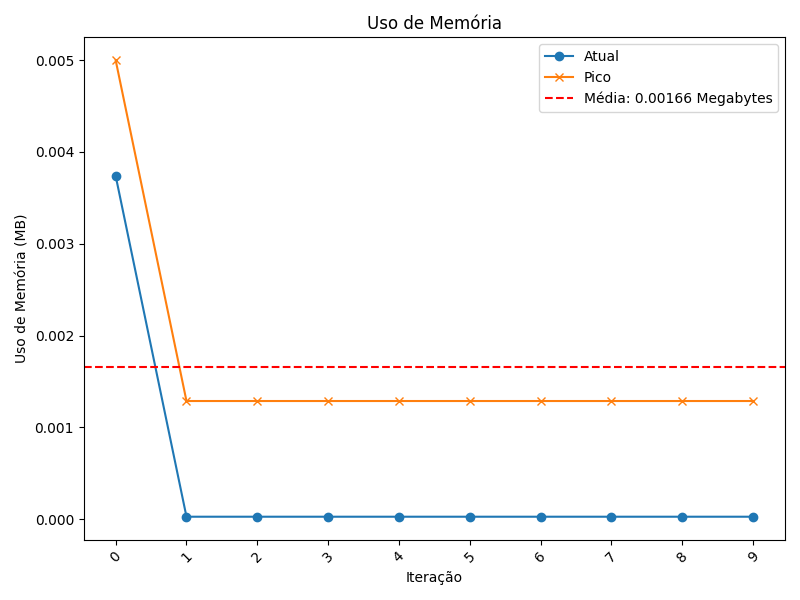 Uso de Memória
Atual
Pico
Média: 0.00166 Megabytes
Uso de Memória (MB)
0.005
0.004
0.003
0.002
0.001
0.000
0 1 2 3 4 5 6 7 8 9
Iteração